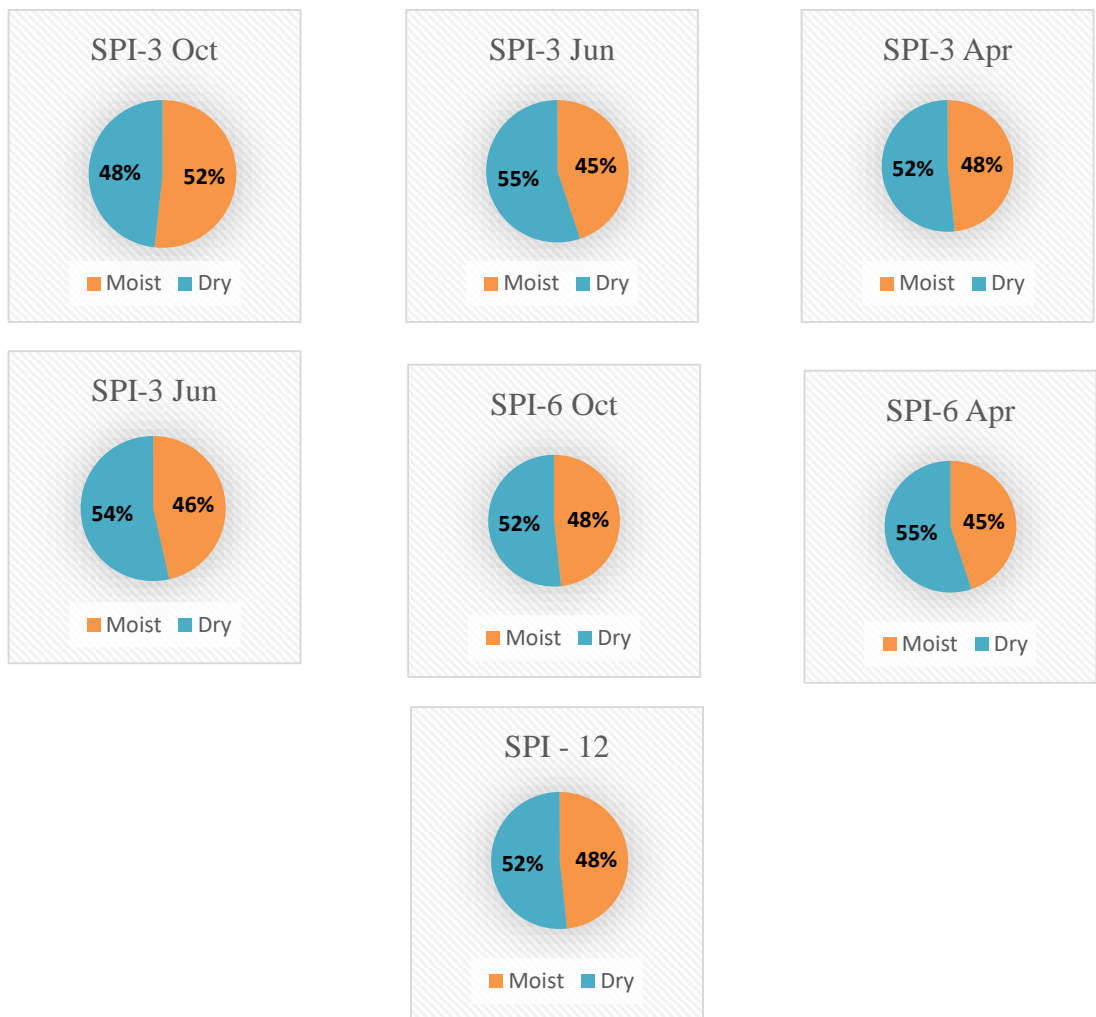 SPI-3 Oct
48% 52%
Moist Dry
SPI-3 Jun
55% 45%
Moist Dry
SPI-3 Apr
52% 48%
Moist Dry
SPI-3 Jun
54% 46%
Moist Dry
SPI-6 Oct
52% 48%
Moist Dry
SPI-6 Apr
55% 45%
Moist Dry
SPI - 12
52% 48%
Moist Dry